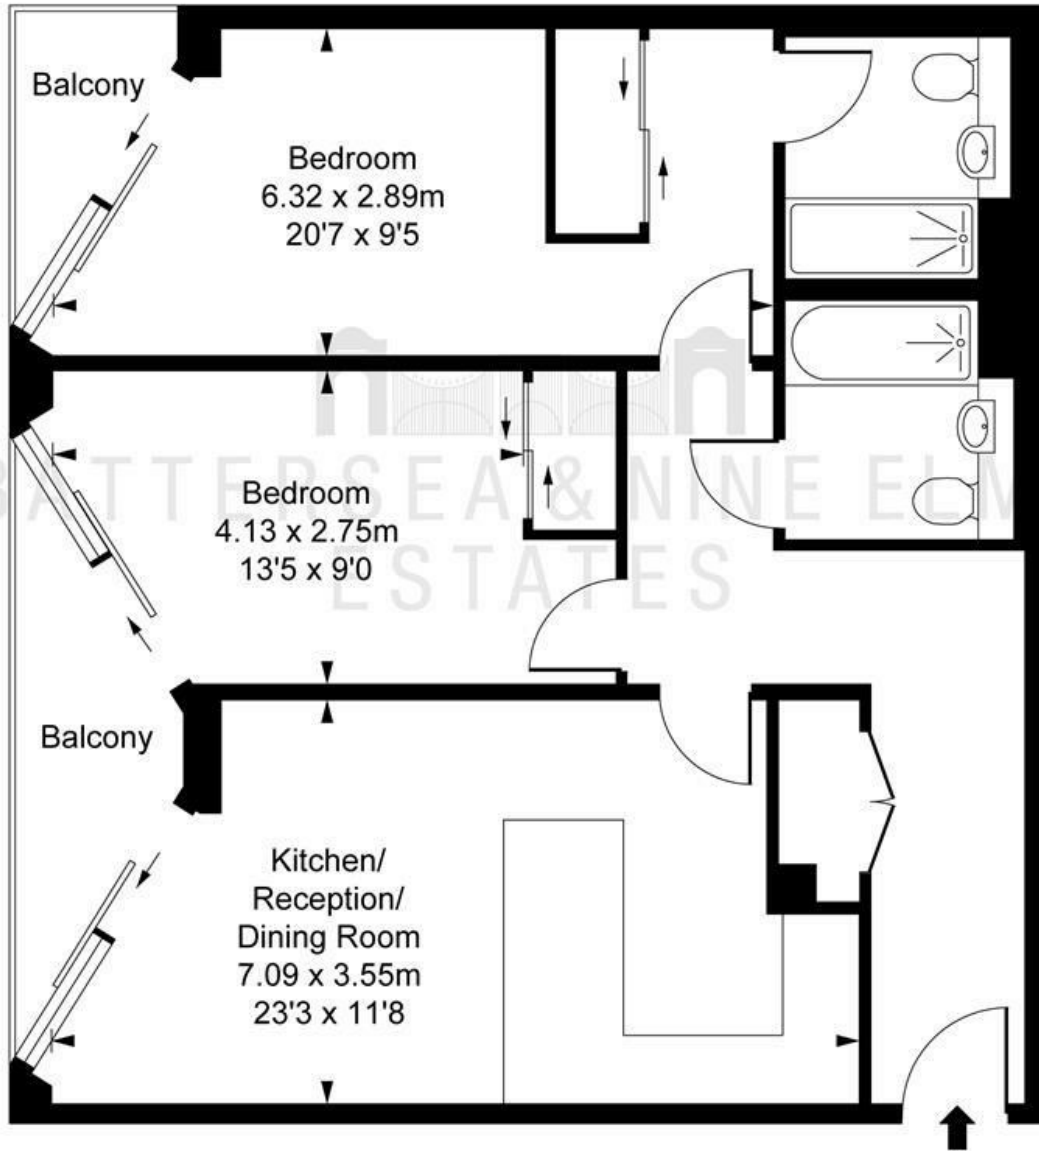 Balcony
Bedroom
6.32 x 2.89m
20'7 x 9'5
BATTERSEA & NINE ELM
ESTATES
Bedroom
4.13 x 2.75m
13'5 x 9'0
Balcony
Kitchen/
Reception/
Dining Room
7.09 x 3.55m
23'3 x 11'8